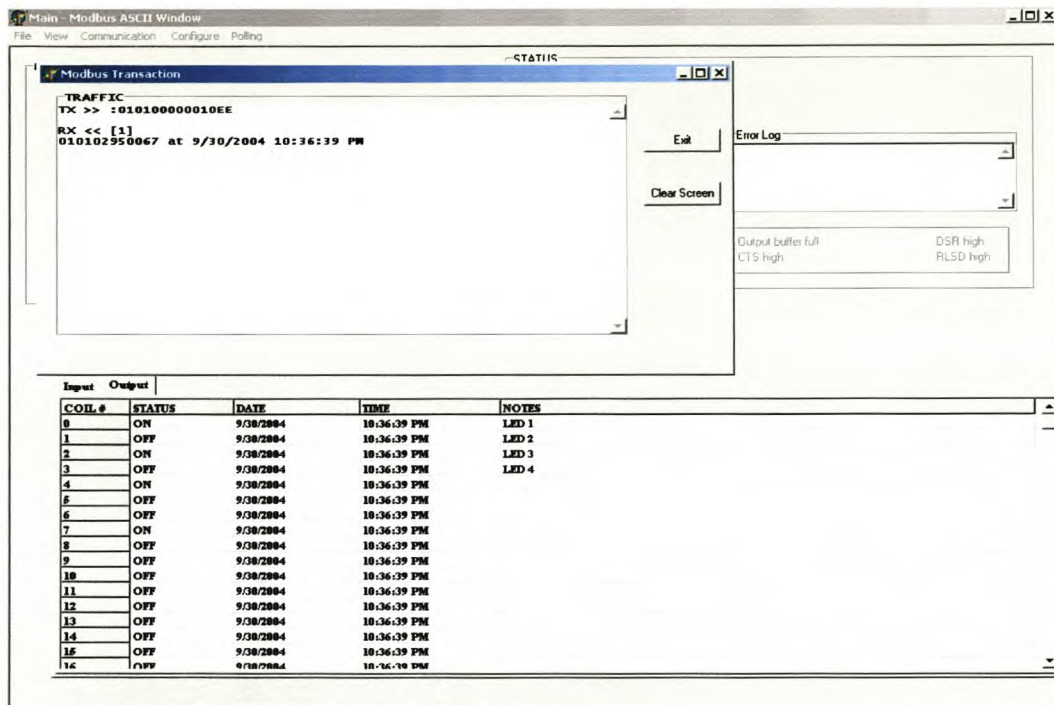 Main - Modbus ASCII Window
File View Communication Configure Polling
STATUS
Modbus Transaction
TRAFFIC
TX >> :010100000010EE
RX << [1]
010102950067 at 9/30/2004 10:36:39 PM
Exit
Clear Screen
Error Log
Output buffer full DSR high
CTS high RLSD high
Input Output
COIL # STATUS DATE TIME NOTES
0 ON 9/30/2004 10:36:39 PM LED 1
1 OFF 9/30/2004 10:36:39 PM LED 2
2 ON 9/30/2004 10:36:39 PM LED 3
3 OFF 9/30/2004 10:36:39 PM LED 4
4 ON 9/30/2004 10:36:39 PM
5 OFF 9/30/2004 10:36:39 PM
6 OFF 9/30/2004 10:36:39 PM
7 ON 9/30/2004 10:36:39 PM
8 OFF 9/30/2004 10:36:39 PM
9 OFF 9/30/2004 10:36:39 PM
10 OFF 9/30/2004 10:36:39 PM
11 OFF 9/30/2004 10:36:39 PM
12 OFF 9/30/2004 10:36:39 PM
13 OFF 9/30/2004 10:36:39 PM
14 OFF 9/30/2004 10:36:39 PM
15 OFF 9/30/2004 10:36:39 PM
16 OFF 9/30/2004 10:36:39 PM